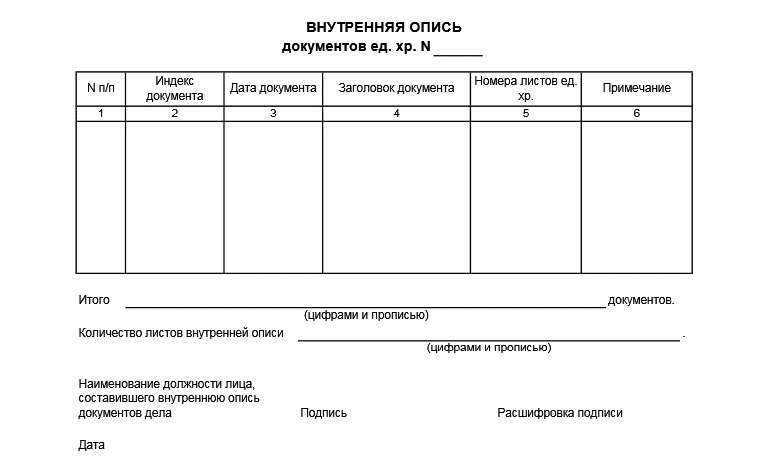 ВНУТРЕННЯЯ ОПИСЬ
документов ед. хр. N ______
N п/п
Индекс документа
Дата документа
Заголовок документа
Номера листов ед. хр.
Примечание
1 2 3 4 5 6
Итого ______ документов.
(цифрами и прописью)
Количество листов внутренней описи ______ .
(цифрами и прописью)
Наименование должности лица,
составившего внутреннюю опись
документов дела Подпись Расшифровка подписи
Дата